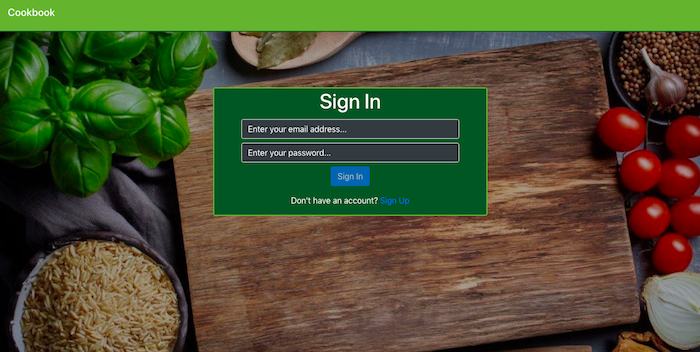 Cookbook
Sign In
Enter your email address...
Enter your password...
Sign In
Don't have an account? Sign Up